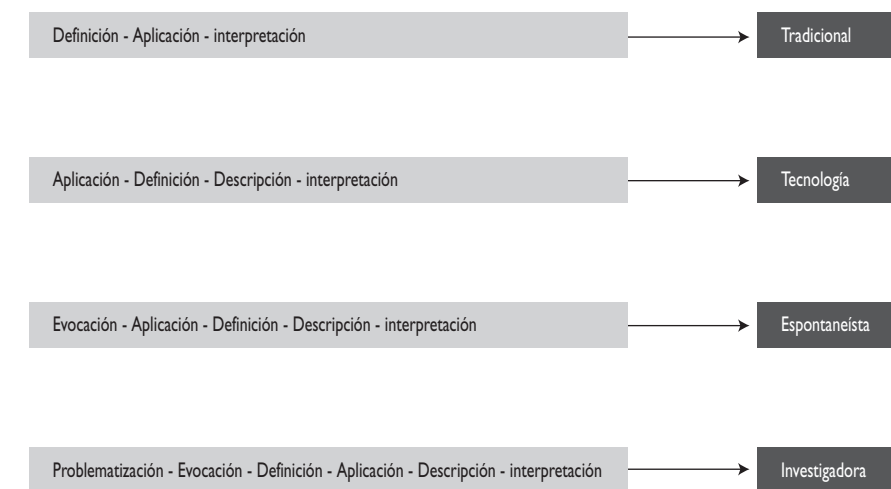 Definición - Aplicación - interpretación
Tradicional
Aplicación - Definición - Descripción - interpretación
Tecnología
Evocación - Aplicación - Definición - Descripción - interpretación
Espontaneísta
Problematización - Evocación - Definición - Aplicación - Descripción - interpretación
Investigadora